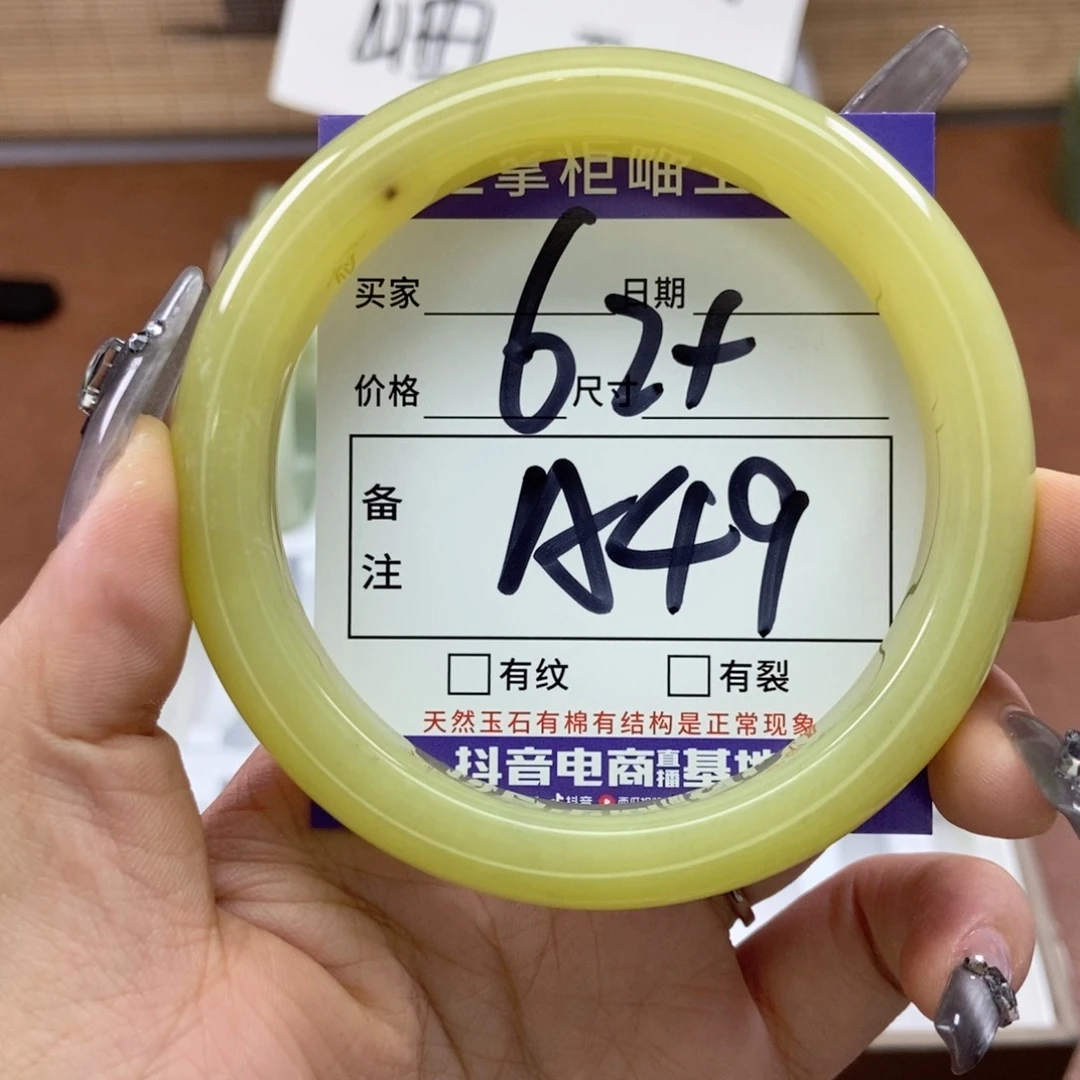 掌柜岫玉
买家 日期
62+
价格 尺寸
备注
A49
□有纹 □有裂
天然玉石有棉有结构是正常现象
抖音电商直播基地
抖音